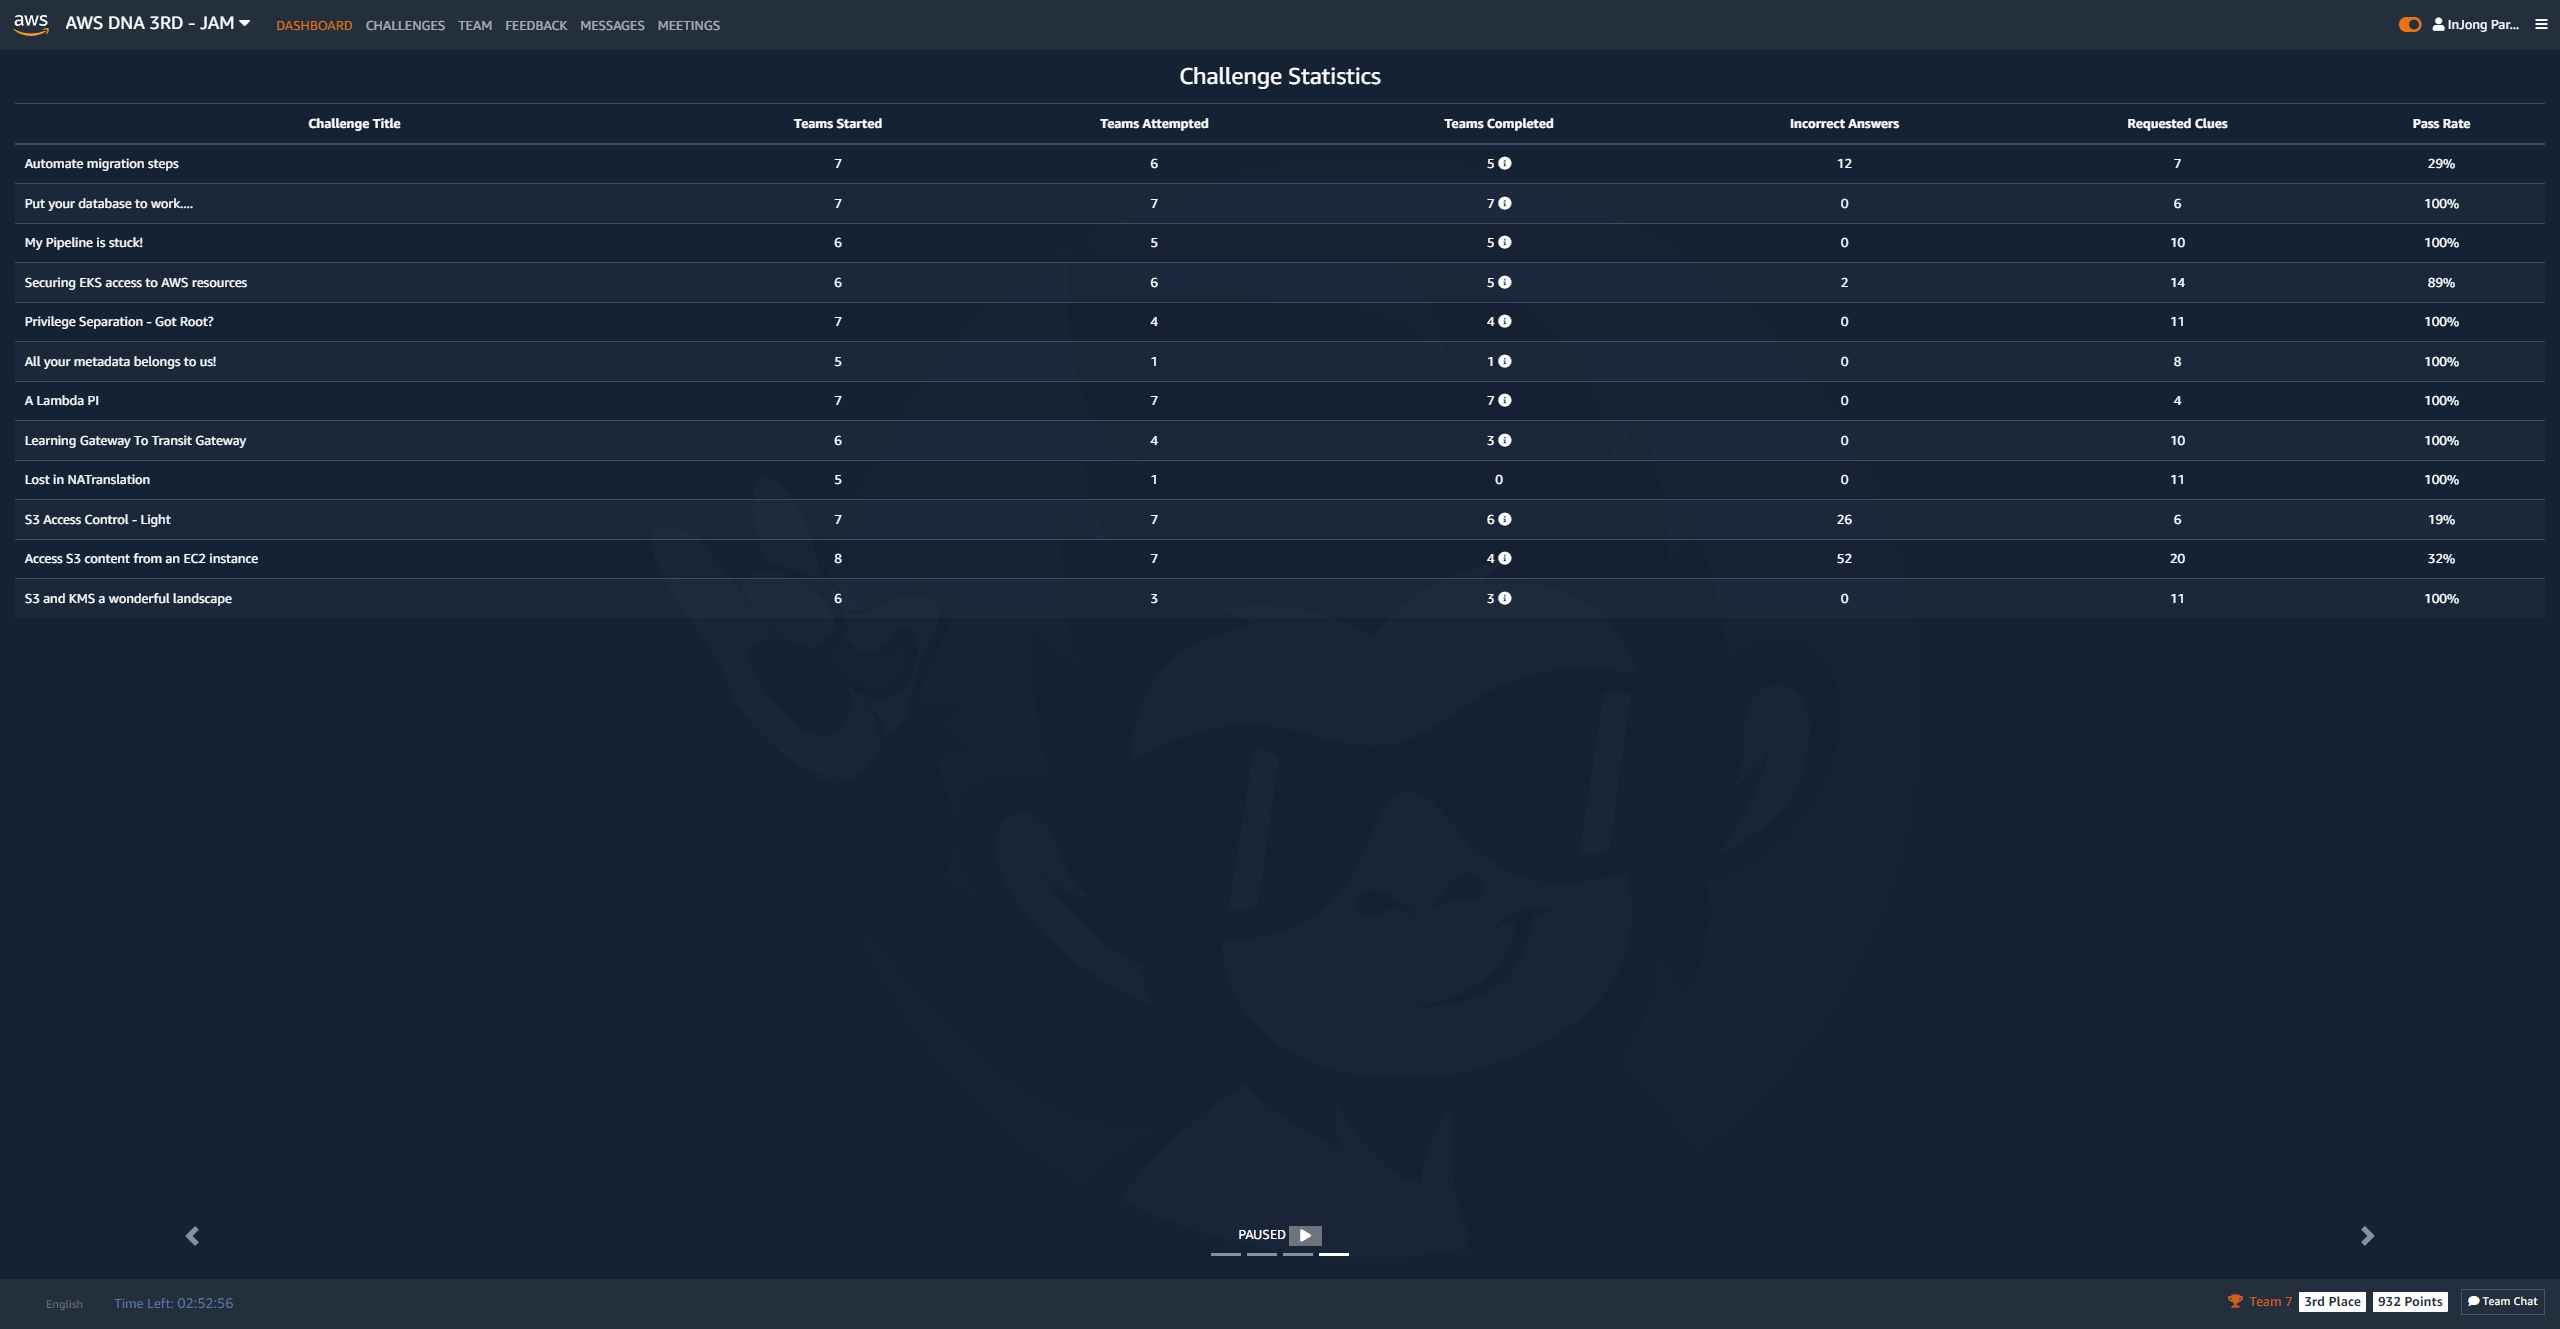 aws AWS DNA 3RD - JAM DASHBOARD CHALLENGES TEAM FEEDBACK MESSAGES MEETINGS InJong Par...
Challenge Statistics
Challenge Title Teams Started Teams Attempted Teams Completed Incorrect Answers Requested Clues Pass Rate
Automate migration steps 7 6 5 12 7 29%
Put your database to work.... 7 7 7 0 6 100%
My Pipeline is stuck! 6 5 5 0 10 100%
Securing EKS access to AWS resources 6 6 5 2 14 89%
Privilege Separation - Got Root? 7 4 4 0 11 100%
All your metadata belongs to us! 5 1 1 0 8 100%
A Lambda PI 7 7 7 0 4 100%
Learning Gateway To Transit Gateway 6 4 3 0 10 100%
Lost in NATranslation 5 1 0 0 11 100%
S3 Access Control - Light 7 7 6 26 6 19%
Access S3 content from an EC2 instance 8 7 4 52 20 32%
S3 and KMS a wonderful landscape 6 3 3 0 11 100%
PAUSED
English Time Left: 02:52:56 Team 7 3rd Place 932 Points Team Chat